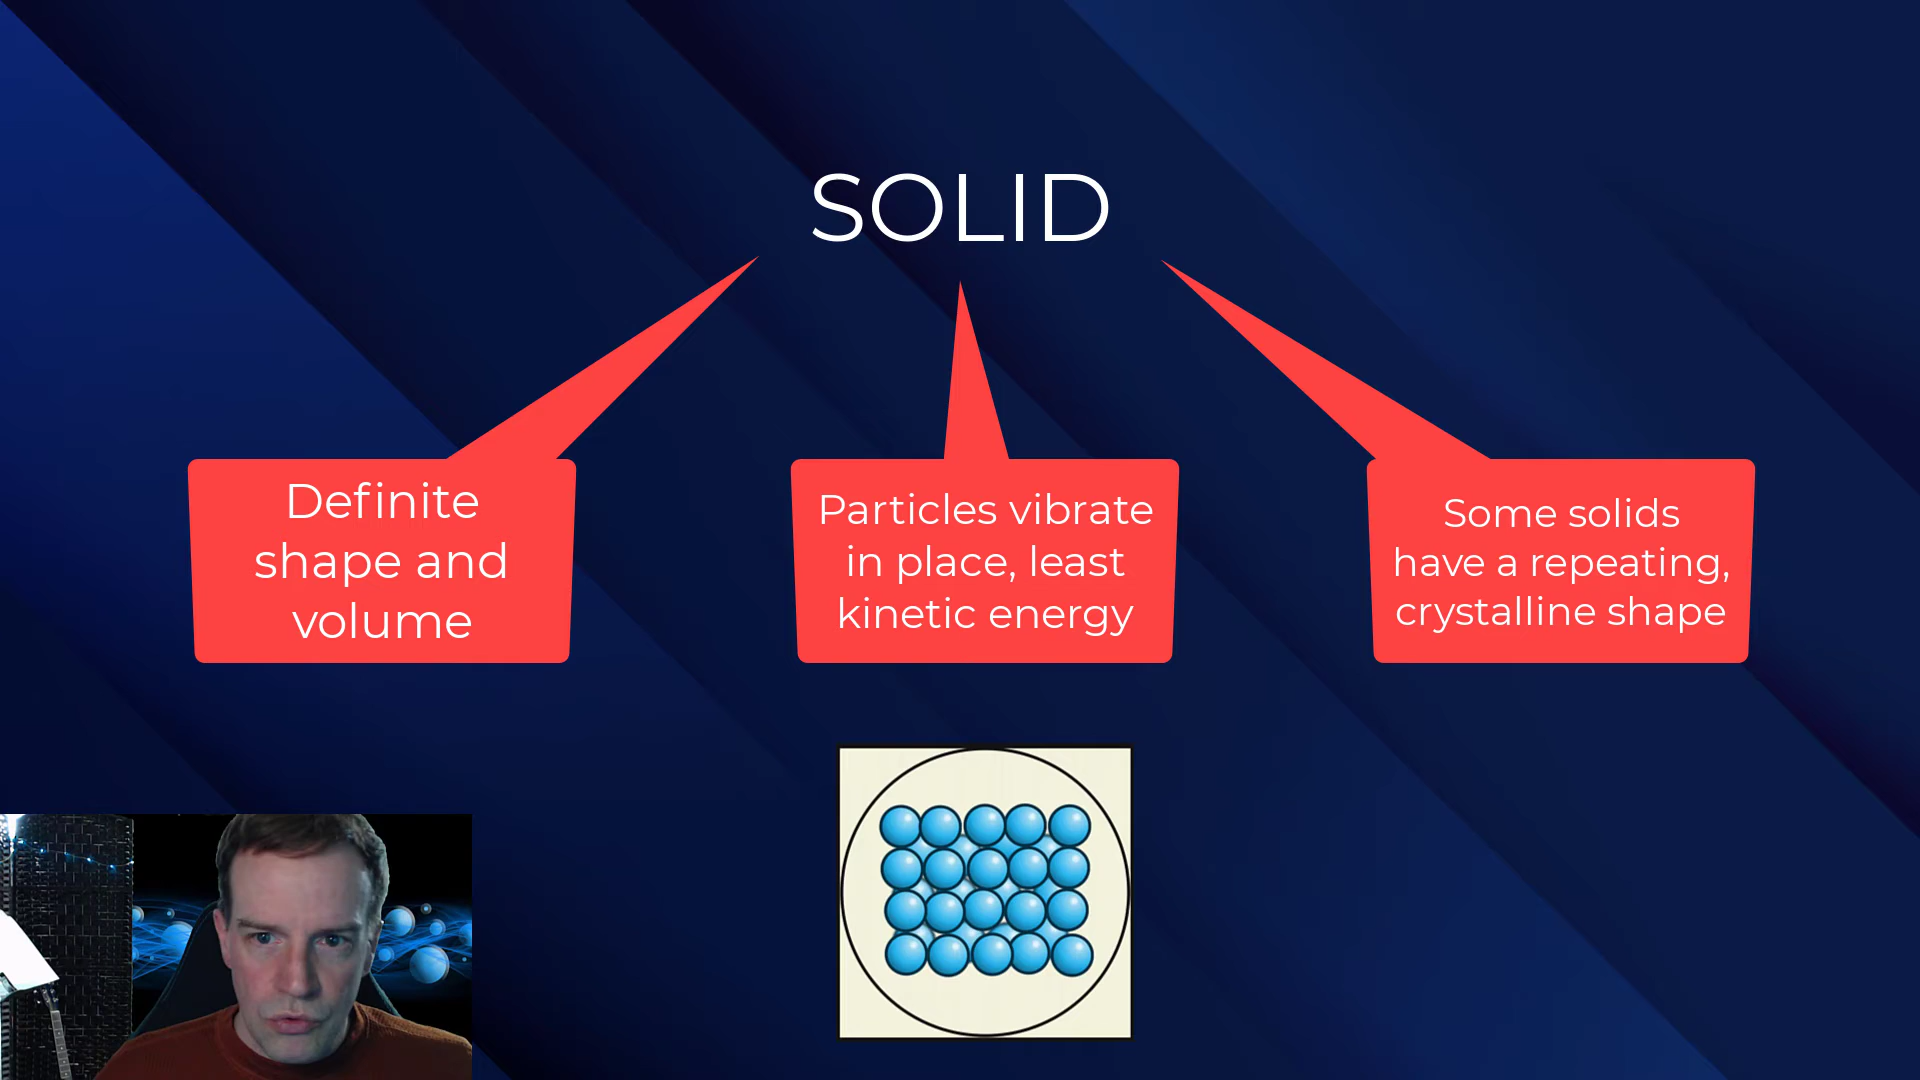 SOLID
Definite
shape and
volume
Particles vibrate
in place, least
kinetic energy
Some solids
have a repeating,
crystalline shape